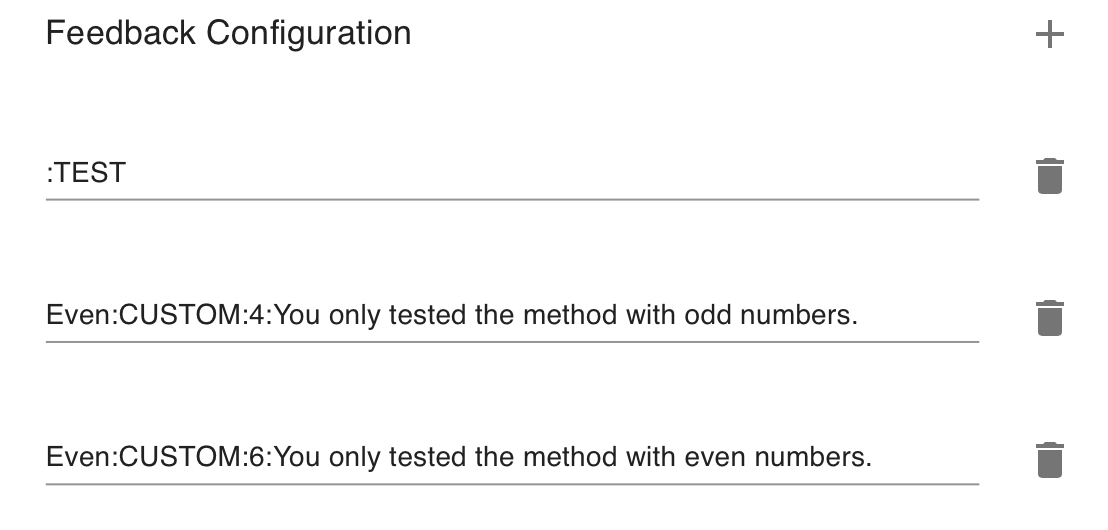 Feedback Configuration
:TEST
Even:CUSTOM:4:You only tested the method with odd numbers.
Even:CUSTOM:6:You only tested the method with even numbers.